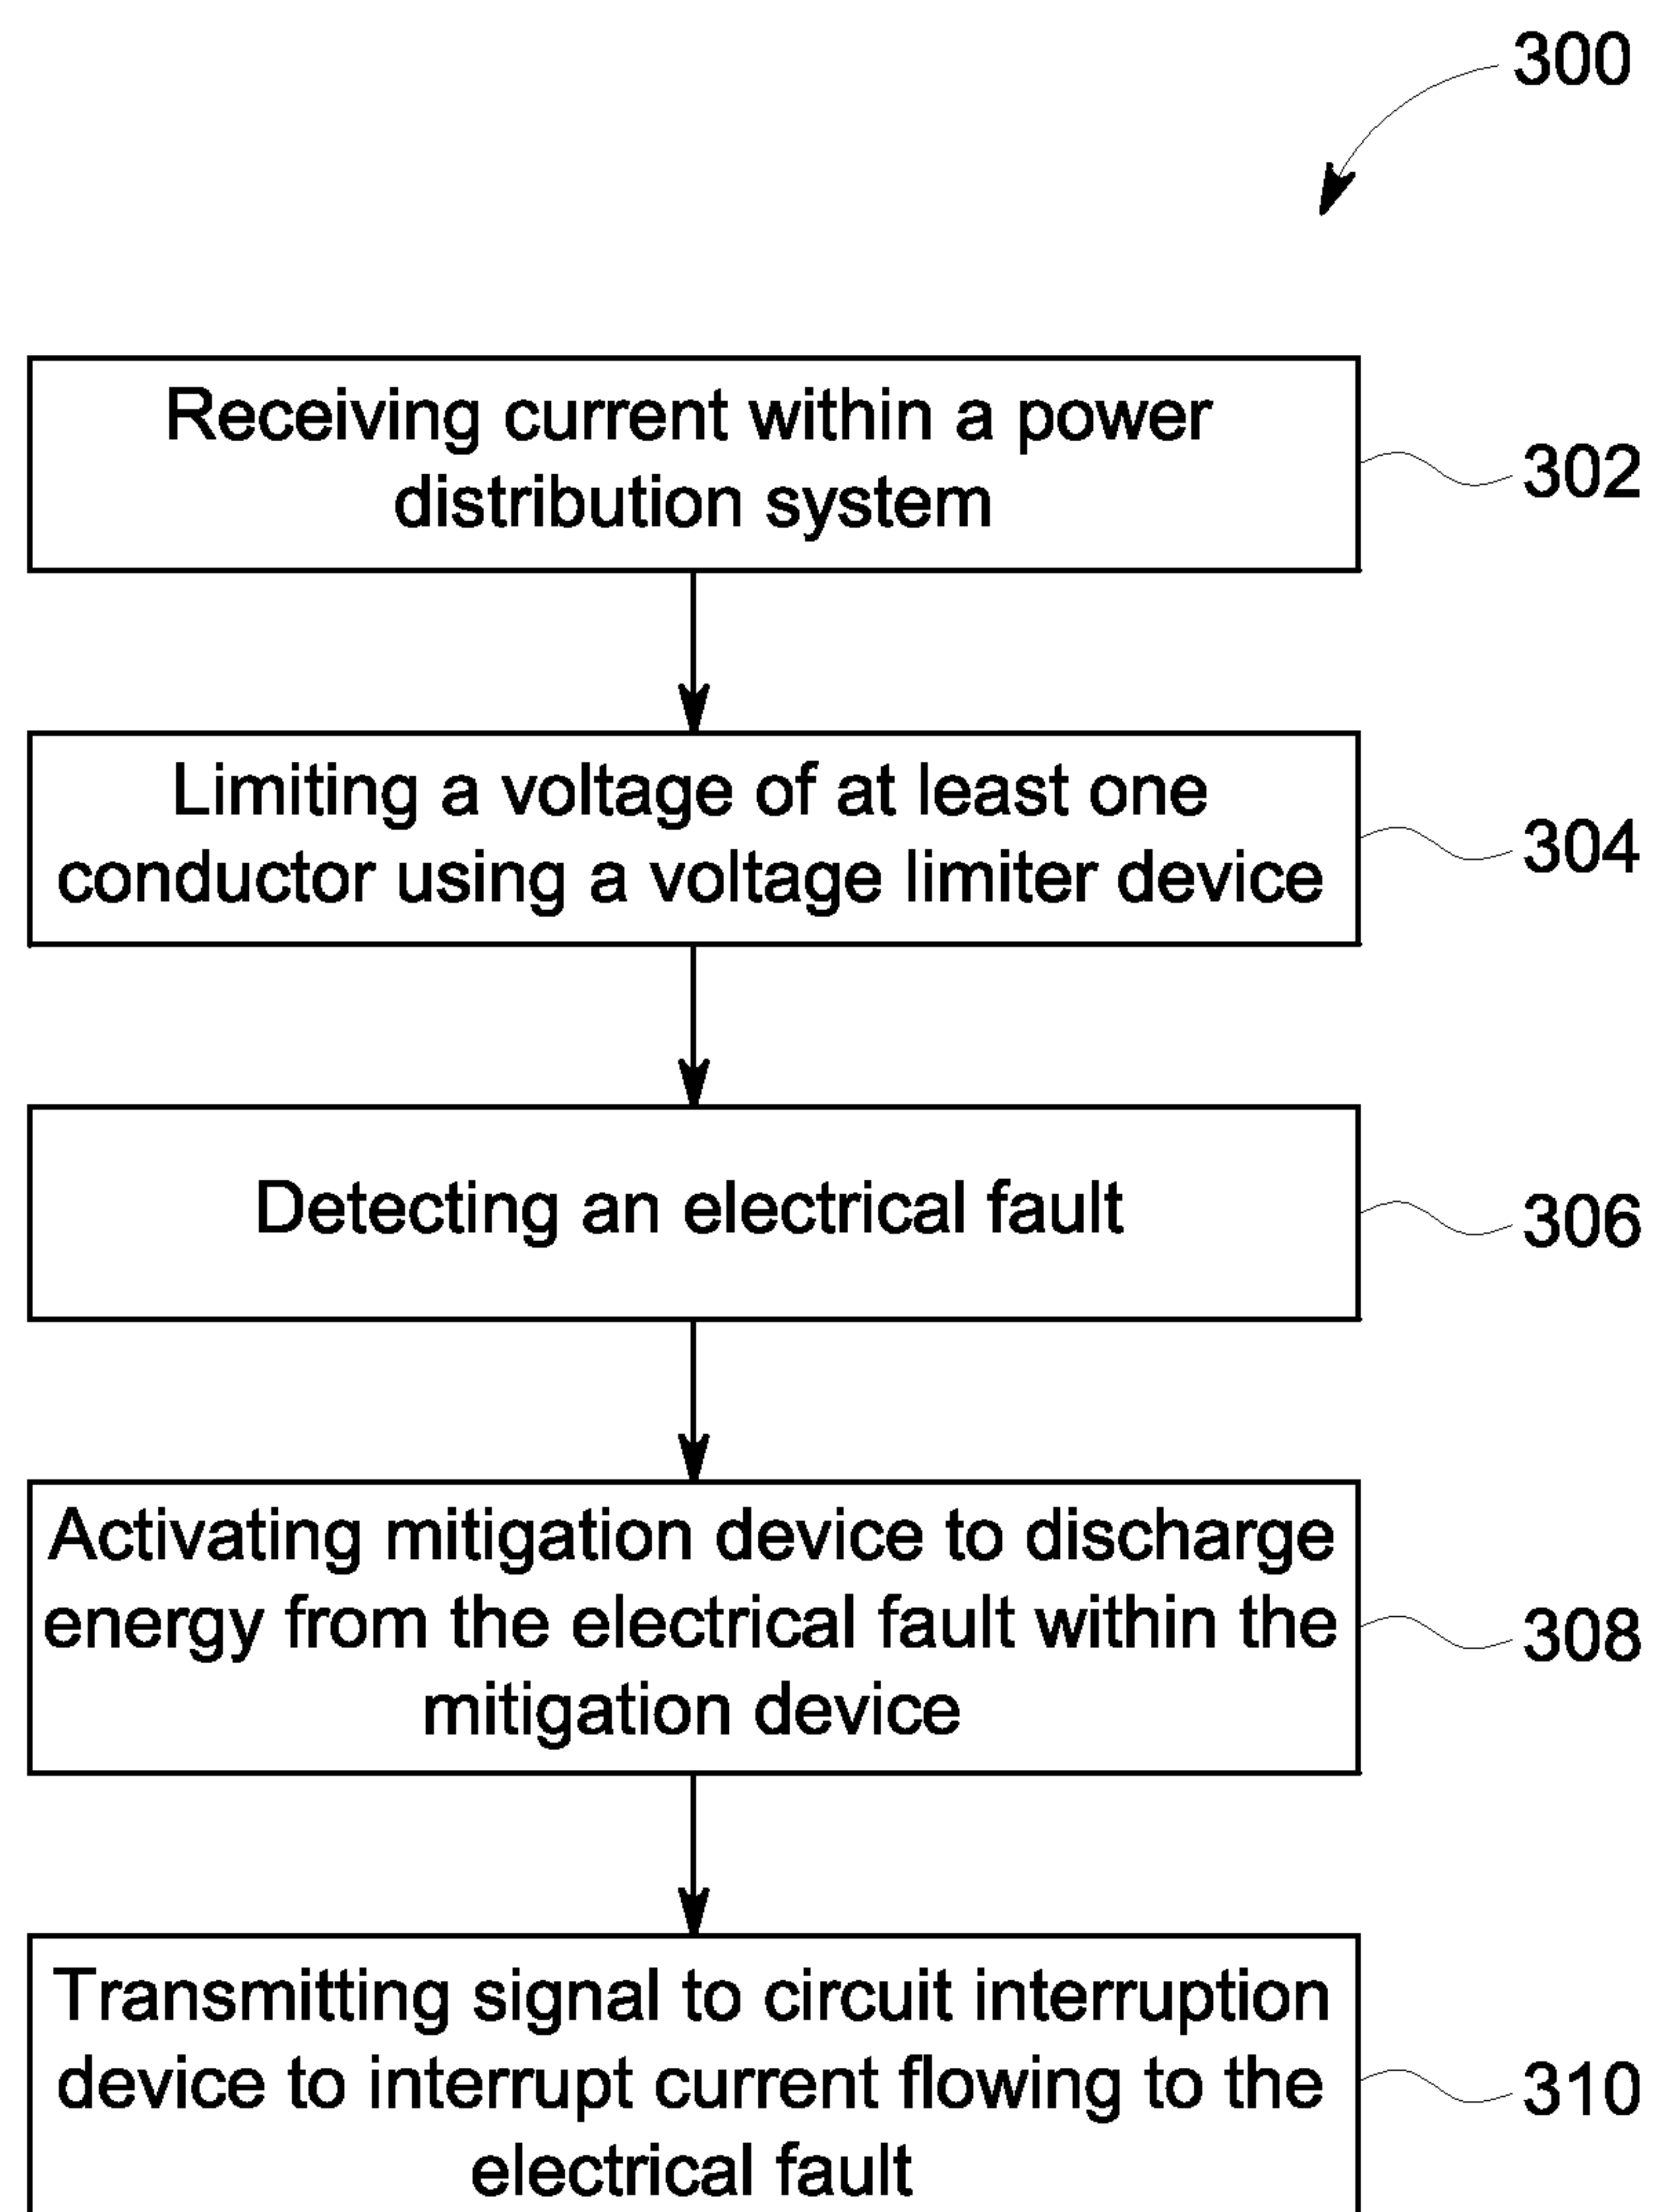 300
Receiving current within a power
distribution system
302
Limiting a voltage of at least one
conductor using a voltage limiter device
304
Detecting an electrical fault
306
Activating mitigation device to discharge
energy from the electrical fault within the
mitigation device
308
Transmitting signal to circuit interruption
device to interrupt current flowing to the
electrical fault
310